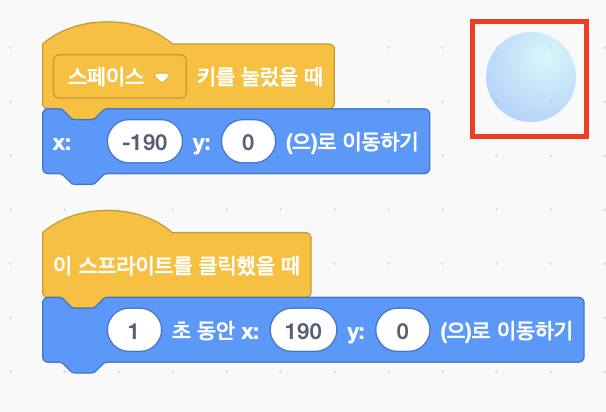 스페이스 키를 눌렀을 때
x: -190 y: 0 (으)로 이동하기
이 스프라이트를 클릭했을 때
1 초 동안 x: 190 y: 0 (으)로 이동하기